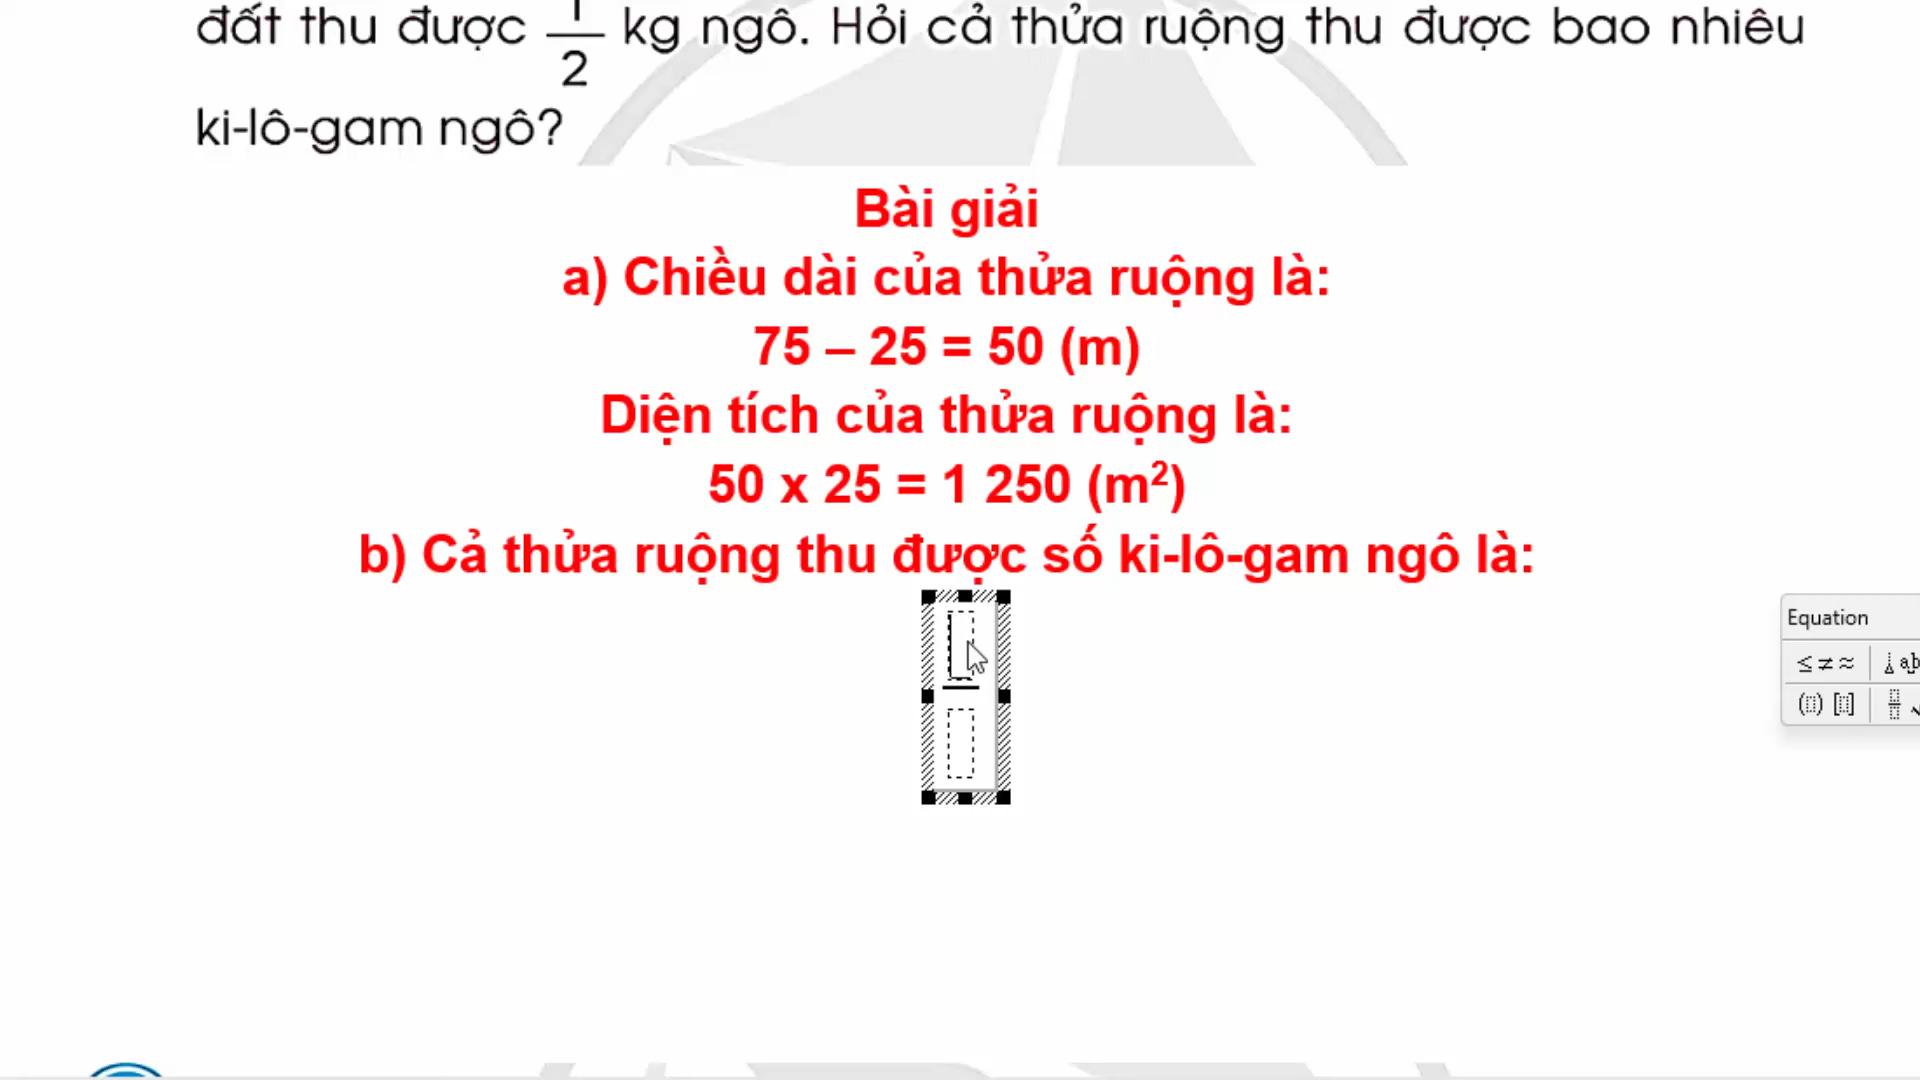 đất thu được 1/2 kg ngô. Hỏi cả thửa ruộng thu được bao nhiêu
ki-lô-gam ngô?
Bài giải
a) Chiều dài của thửa ruộng là:
75 – 25 = 50 (m)
Diện tích của thửa ruộng là:
50 x 25 = 1 250 (m²)
b) Cả thửa ruộng thu được số ki-lô-gam ngô là:
Equation
≤ ≠ ≈